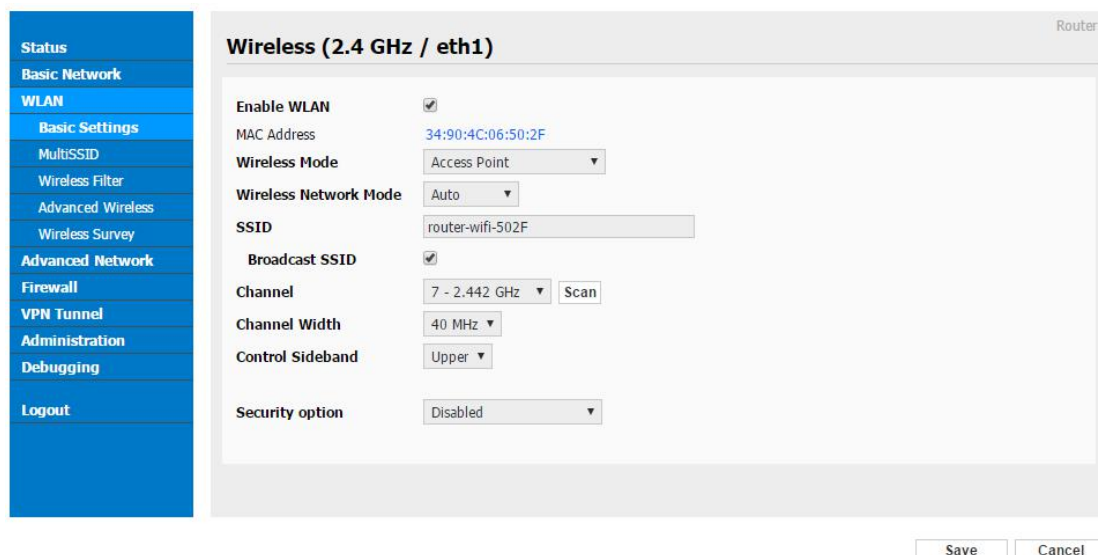 Router
Status
Basic Network
WLAN
Basic Settings
MultiSSID
Wireless Filter
Advanced Wireless
Wireless Survey
Advanced Network
Firewall
VPN Tunnel
Administration
Debugging
Logout
Wireless (2.4 GHz / eth1)
Enable WLAN
MAC Address 34:90:4C:06:50:2F
Wireless Mode Access Point
Wireless Network Mode Auto
SSID router-wifi-502F
Broadcast SSID
Channel 7 - 2.442 GHz Scan
Channel Width 40 MHz
Control Sideband Upper
Security option Disabled
Save Cancel